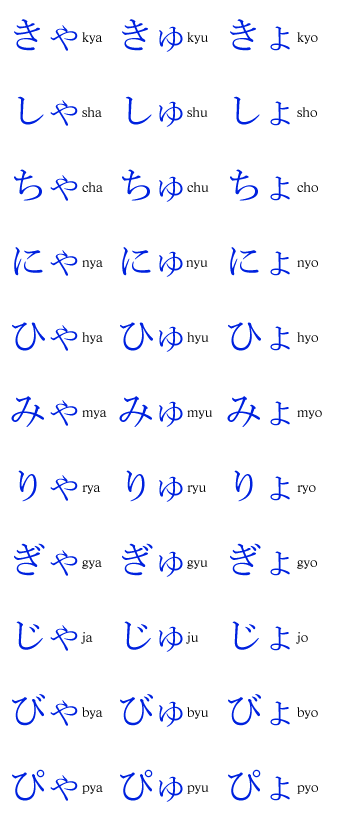 きゃ kya きゅ kyu きょ kyo
しゃ sha しゅ shu しょ sho
ちゃ cha ちゅ chu ちょ cho
にゃ nya にゅ nyu にょ nyo
ひゃ hya ひゅ hyu ひょ hyo
みゃ mya みゅ myu みょ myo
りゃ rya りゅ ryu りょ ryo
ぎゃ gya ぎゅ gyu ぎょ gyo
じゃ ja じゅ ju じょ jo
びゃ bya びゅ byu びょ byo
ぴゃ pya ぴゅ pyu ぴょ pyo